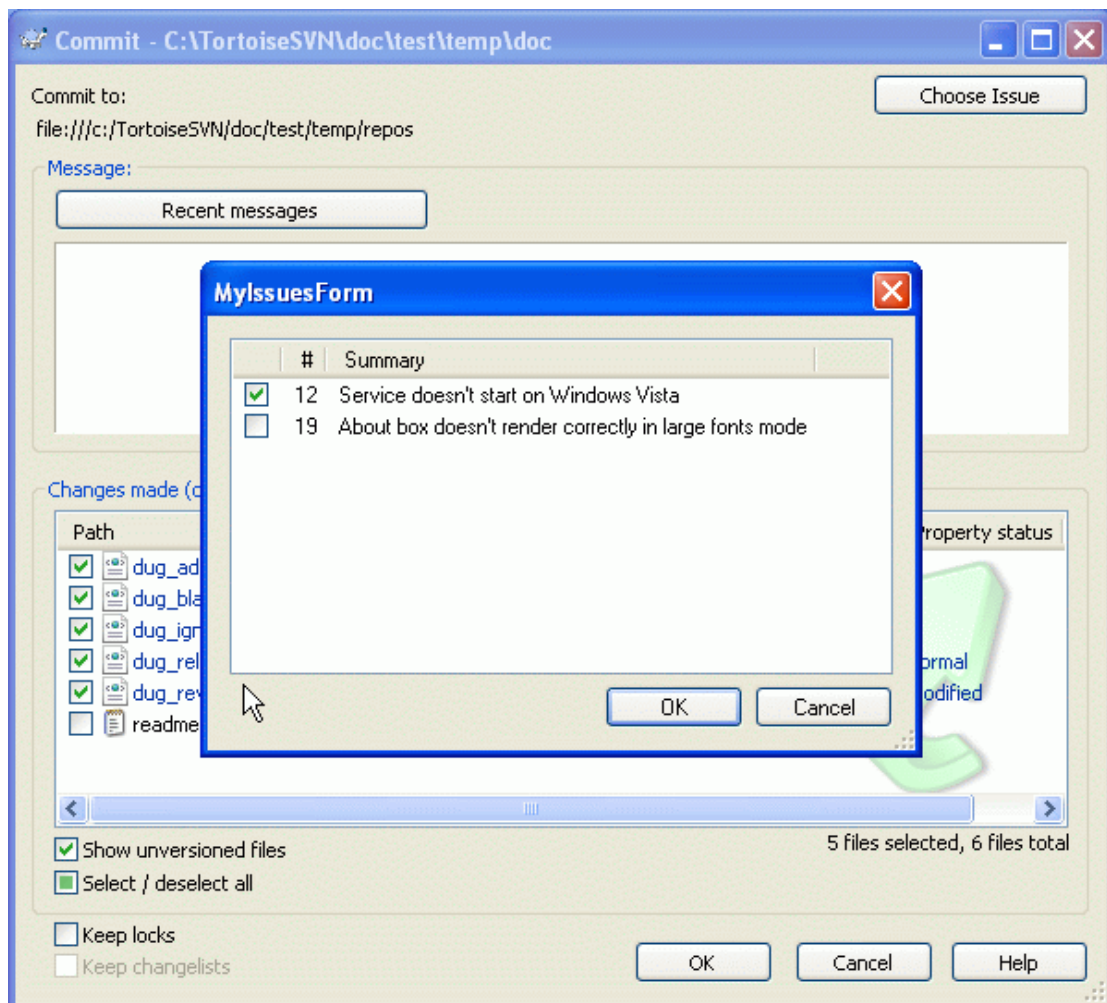 Commit - C:\TortoiseSVN\doc\test\temp\doc
Commit to:
Choose Issue
file:///c:/TortoiseSVN/doc/test/temp/repos
Message:
Recent messages
MyIssuesForm
# Summary
12 Service doesn't start on Windows Vista
19 About box doesn't render correctly in large fonts mode
OK Cancel
Changes made (
Path
roperty status
dug_ad
dug_bla
dug_ign
dug_rel
ormal
dug_rev
odified
readme
Show unversioned files
5 files selected, 6 files total
Select / deselect all
Keep locks
Keep changelists
OK Cancel Help